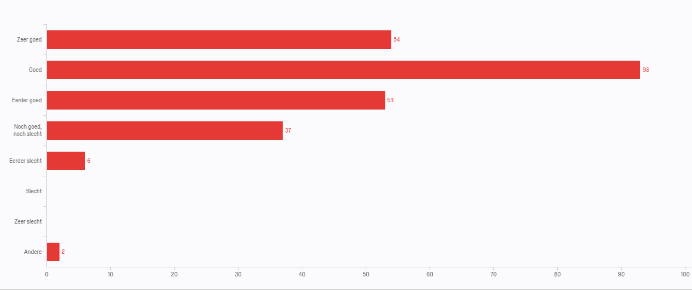 Zeer goed
54
Goed
93
Eerder goed
53
Noch goed,
noch slecht
37
Eerder slecht
6
Slecht
Zeer slecht
Andere
2
0 10 20 30 40 50 60 70 80 90 100